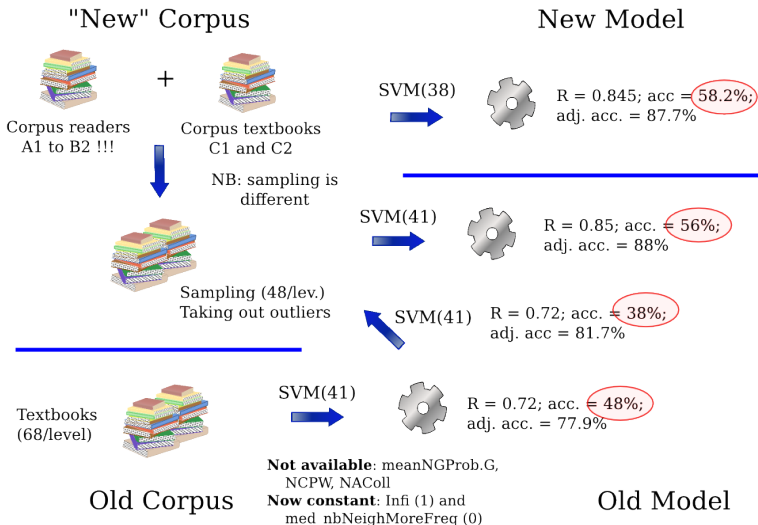 "New" Corpus
New Model
+
SVM(38)
R = 0.845; acc = 58.2%;
adj. acc. = 87.7%
Corpus readers
A1 to B2 !!!
Corpus textbooks
C1 and C2
NB: sampling is
different
SVM(41)
R = 0.85; acc. = 56%;
adj. acc. = 88%
Sampling (48/lev.)
Taking out outliers
SVM(41)
R = 0.72; acc. = 38%;
adj. acc = 81.7%
Textbooks
(68/level)
SVM(41)
R = 0.72; acc. = 48%;
adj. acc. = 77.9%
Not available: meanNGProb.G,
NCPW, NAColl
Now constant: Infi (1) and
med_nbNeighMoreFreq (0)
Old Corpus
Old Model